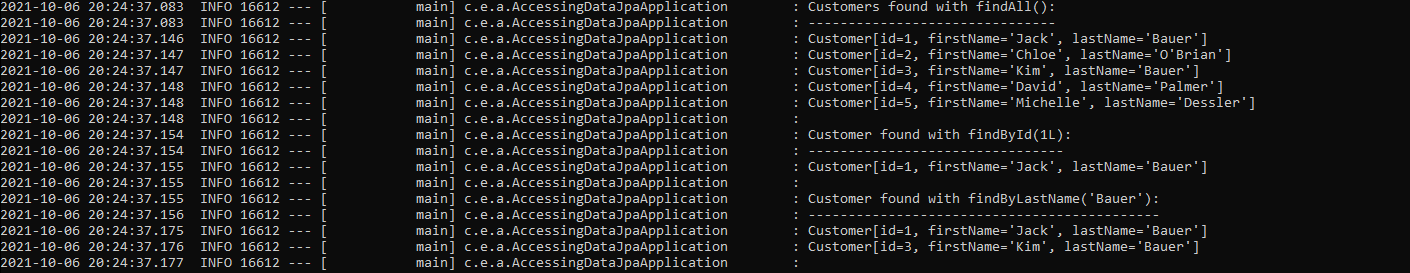 2021-10-06 20:24:37.083  INFO 16612 --- [           main] c.e.a.AccessingDataJpaApplication        : Customers found with findAll():
2021-10-06 20:24:37.083  INFO 16612 --- [           main] c.e.a.AccessingDataJpaApplication        : -------------------------------
2021-10-06 20:24:37.146  INFO 16612 --- [           main] c.e.a.AccessingDataJpaApplication        : Customer[id=1, firstName='Jack', lastName='Bauer']
2021-10-06 20:24:37.147  INFO 16612 --- [           main] c.e.a.AccessingDataJpaApplication        : Customer[id=2, firstName='Chloe', lastName='O'Brian']
2021-10-06 20:24:37.147  INFO 16612 --- [           main] c.e.a.AccessingDataJpaApplication        : Customer[id=3, firstName='Kim', lastName='Bauer']
2021-10-06 20:24:37.148  INFO 16612 --- [           main] c.e.a.AccessingDataJpaApplication        : Customer[id=4, firstName='David', lastName='Palmer']
2021-10-06 20:24:37.148  INFO 16612 --- [           main] c.e.a.AccessingDataJpaApplication        : Customer[id=5, firstName='Michelle', lastName='Dessler']
2021-10-06 20:24:37.148  INFO 16612 --- [           main] c.e.a.AccessingDataJpaApplication        :
2021-10-06 20:24:37.154  INFO 16612 --- [           main] c.e.a.AccessingDataJpaApplication        : Customer found with findById(1L):
2021-10-06 20:24:37.154  INFO 16612 --- [           main] c.e.a.AccessingDataJpaApplication        : --------------------------------
2021-10-06 20:24:37.155  INFO 16612 --- [           main] c.e.a.AccessingDataJpaApplication        : Customer[id=1, firstName='Jack', lastName='Bauer']
2021-10-06 20:24:37.155  INFO 16612 --- [           main] c.e.a.AccessingDataJpaApplication        :
2021-10-06 20:24:37.155  INFO 16612 --- [           main] c.e.a.AccessingDataJpaApplication        : Customer found with findByLastName('Bauer'):
2021-10-06 20:24:37.156  INFO 16612 --- [           main] c.e.a.AccessingDataJpaApplication        : --------------------------------------------
2021-10-06 20:24:37.175  INFO 16612 --- [           main] c.e.a.AccessingDataJpaApplication        : Customer[id=1, firstName='Jack', lastName='Bauer']
2021-10-06 20:24:37.176  INFO 16612 --- [           main] c.e.a.AccessingDataJpaApplication        : Customer[id=3, firstName='Kim', lastName='Bauer']
2021-10-06 20:24:37.177  INFO 16612 --- [           main] c.e.a.AccessingDataJpaApplication        :